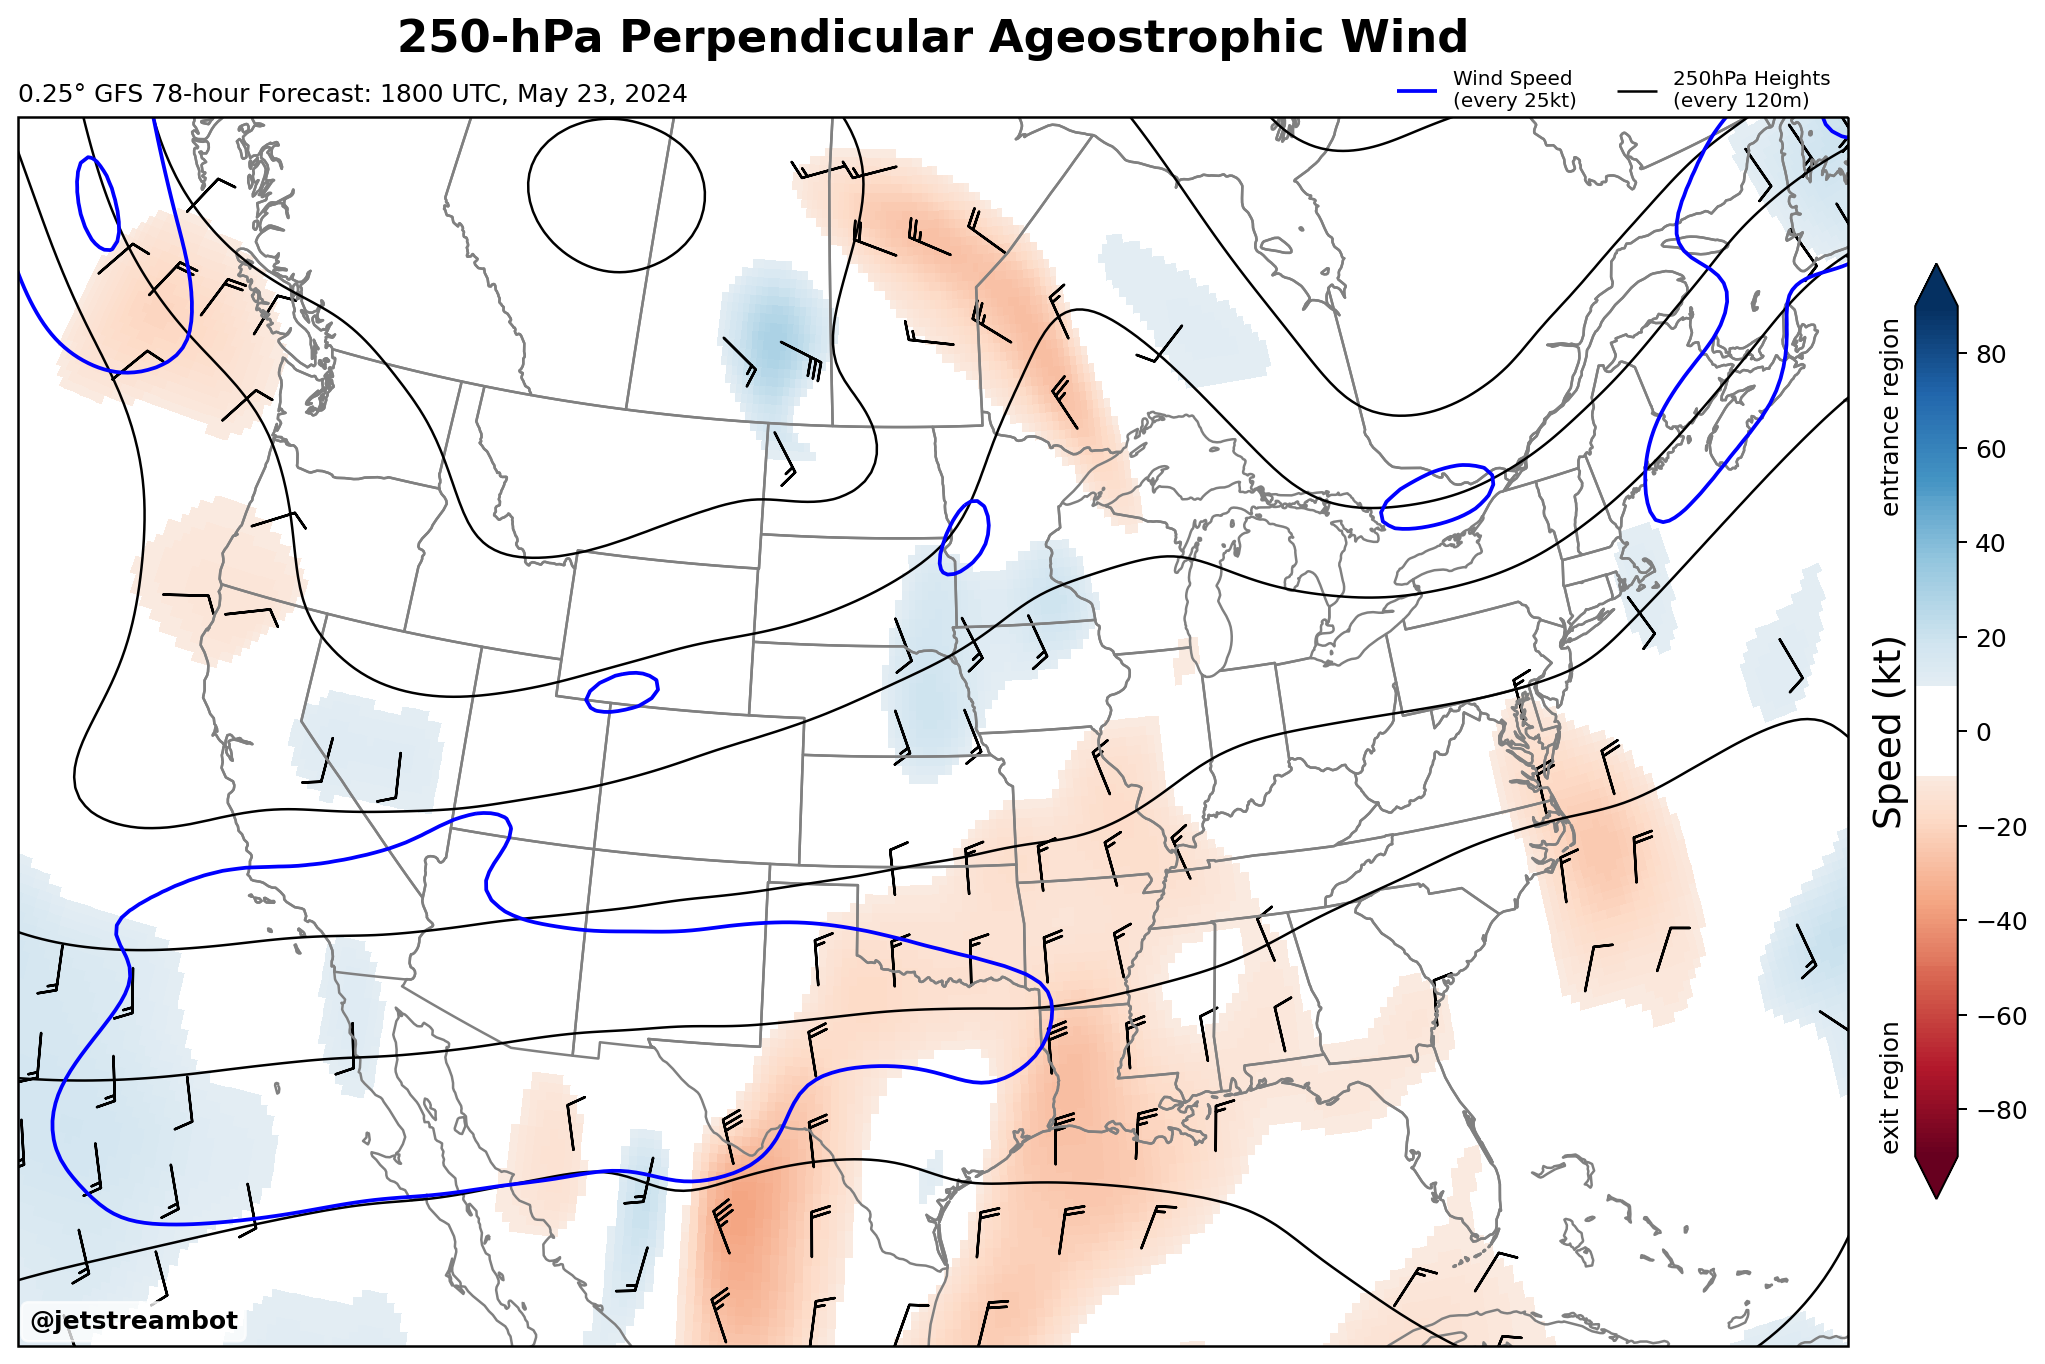 250-hPa Perpendicular Ageostrophic Wind
0.25° GFS 78-hour Forecast: 1800 UTC, May 23, 2024
Wind Speed
(every 25kt)
250hPa Heights
(every 120m)
entrance region
Speed (kt)
exit region
80
60
40
20
0
−20
−40
−60
−80
@jetstreambot